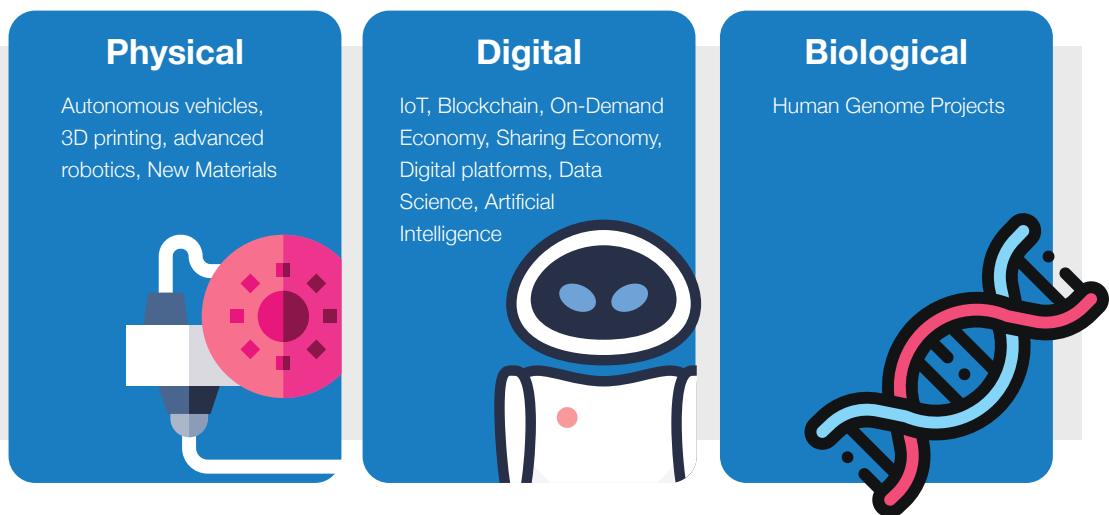 Physical
Autonomous vehicles,
3D printing, advanced
robotics, New Materials
Digital
IoT, Blockchain, On-Demand
Economy, Sharing Economy,
Digital platforms, Data
Science, Artificial
Intelligence
Biological
Human Genome Projects